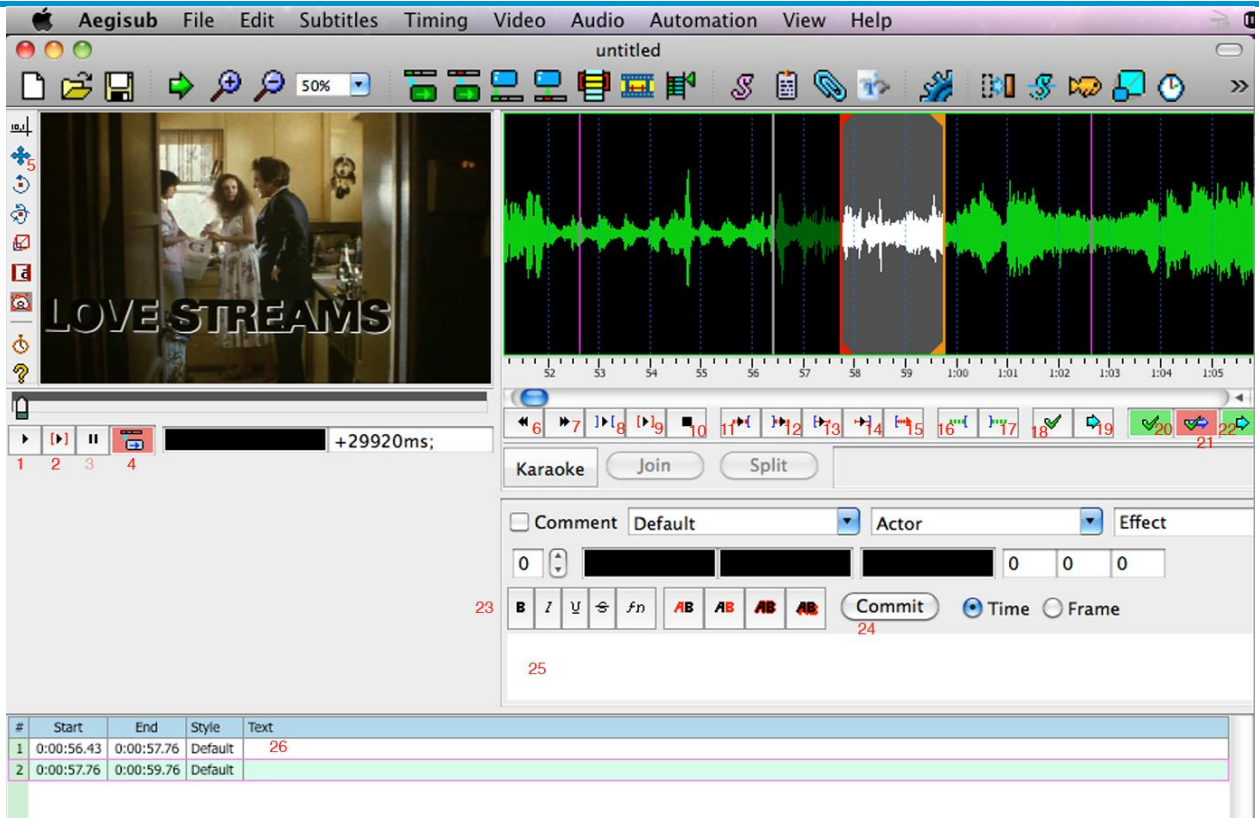 Aegisub File Edit Subtitles Timing Video Audio Automation View Help
untitled
50%
5
LOVE STREAMS
52 53 54 55 56 57 58 59 1:00 1:01 1:02 1:03 1:04 1:05
6 7 8 9 10 11 12 13 14 15 16 17 18 19 20 21 22
+29920ms;
1 2 3 4
Karaoke Join Split
Comment Default Actor Effect
0 0 0 0
23 B I U S fn AB AB AB AB Commit Time Frame
24
25
# Start End Style Text
1 0:00:56.43 0:00:57.76 Default 26
2 0:00:57.76 0:00:59.76 Default